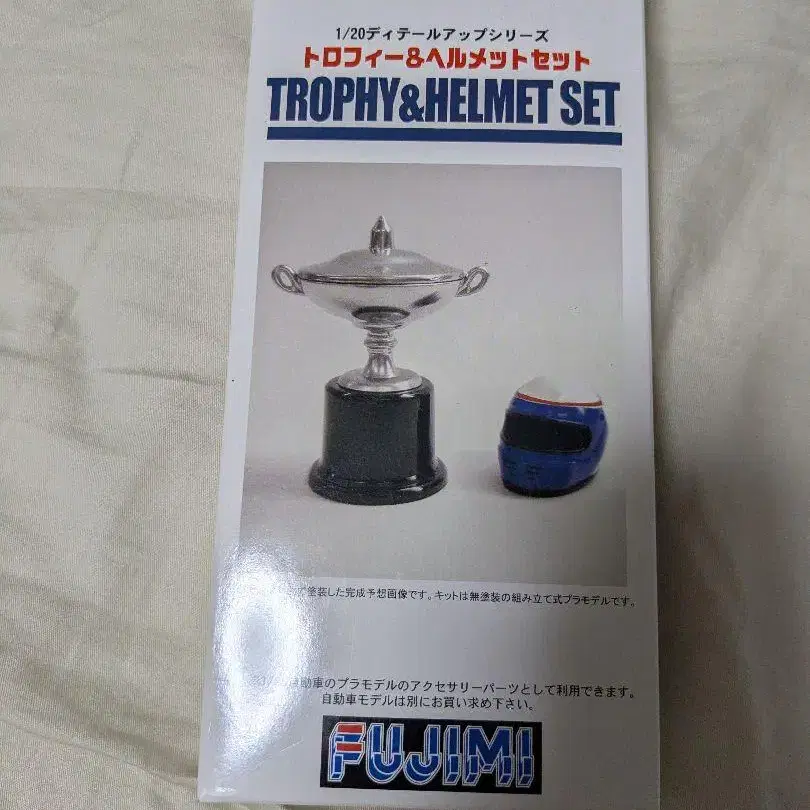 1/20ディテールアップシリーズ
トロフィー&ヘルメットセット
TROPHY&HELMET SET
塗装した完成予想画像です。キットは無塗装の組み立て式プラモデルです。
動車のプラモデルのアクセサリーパーツとして利用できます。
自動車モデルは別にお買い求め下さい。
FUJIMI